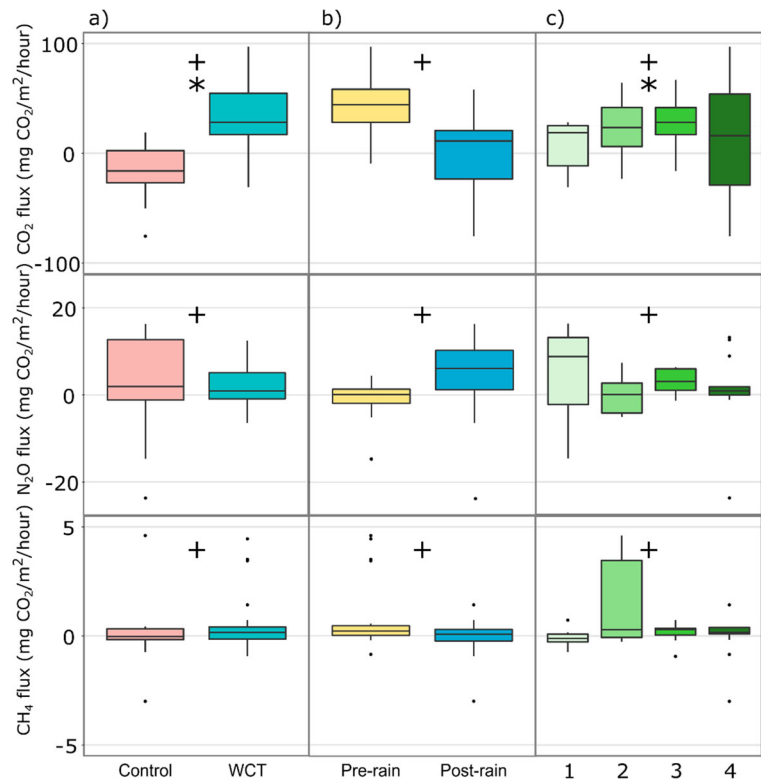 a)
b)
c)
CO₂ flux (mg CO₂/m²/hour)
100
0
-100
+
*
+
+
*
N₂O flux (mg CO₂/m²/hour)
20
0
-20
+
+
+
CH₄ flux (mg CO₂/m²/hour)
5
0
-5
+
+
+
Control WCT
Pre-rain Post-rain
1 2 3 4